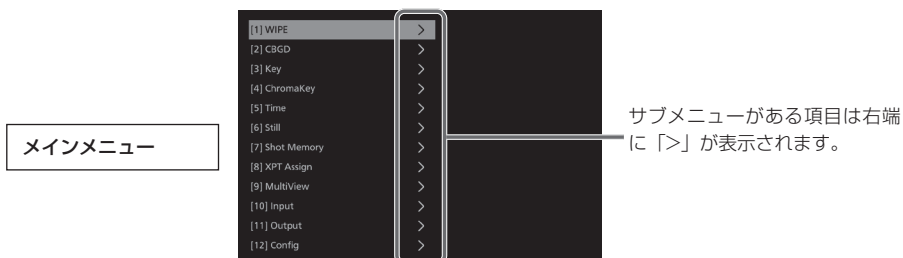 メインメニュー
[1] WIPE >
[2] CBGD >
[3] Key >
[4] ChromaKey >
[5] Time >
[6] Still >
[7] Shot Memory >
[8] XPT Assign >
[9] MultiView >
[10] Input >
[11] Output >
[12] Config >
サブメニューがある項目は右端
に「>」が表示されます。